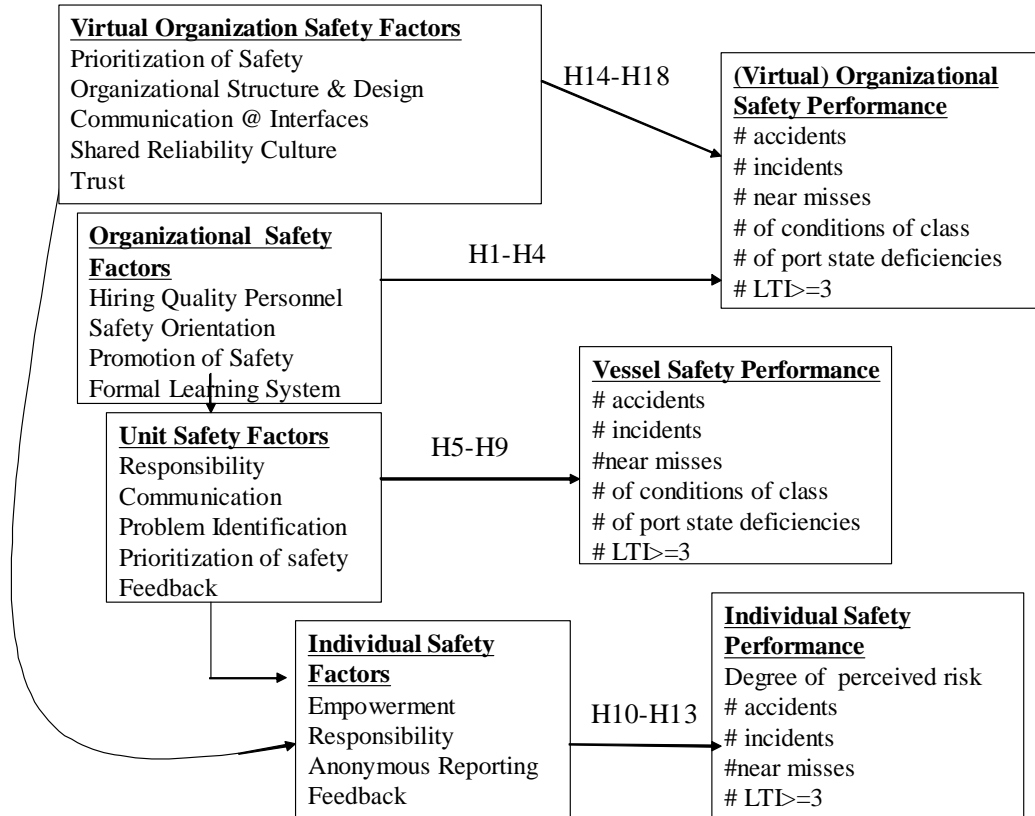 Virtual Organization Safety Factors
Prioritization of Safety
Organizational Structure & Design
Communication @ Interfaces
Shared Reliability Culture
Trust
H14-H18
(Virtual) Organizational
Safety Performance
# accidents
# incidents
# near misses
# of conditions of class
# of port state deficiencies
# LTI>=3
Organizational Safety
Factors
Hiring Quality Personnel
Safety Orientation
Promotion of Safety
Formal Learning System
H1-H4
Unit Safety Factors
Responsibility
Communication
Problem Identification
Prioritization of safety
Feedback
H5-H9
Vessel Safety Performance
# accidents
# incidents
#near misses
# of conditions of class
# of port state deficiencies
# LTI>=3
Individual Safety
Factors
Empowerment
Responsibility
Anonymous Reporting
Feedback
H10-H13
Individual Safety
Performance
Degree of perceived risk
# accidents
# incidents
#near misses
# LTI>=3